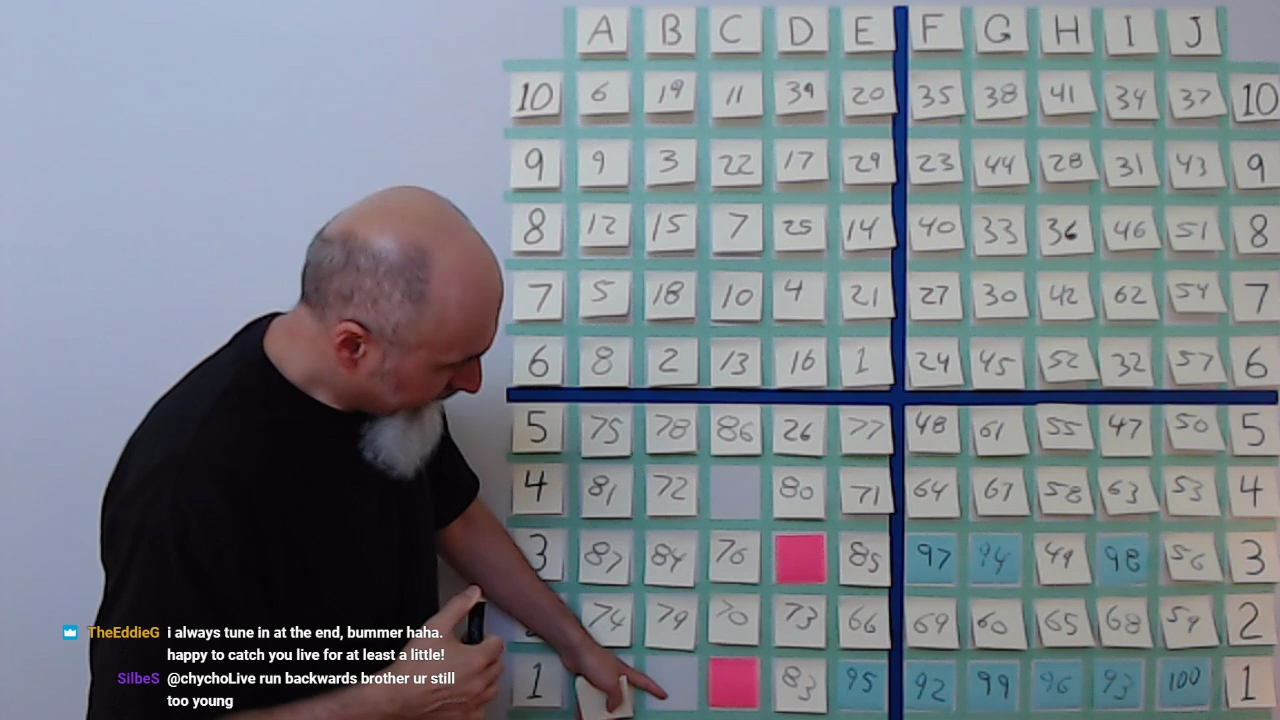 A B C D E F G H I J
10 6 19 11 39 20 35 38 41 34 37 10
9 9 3 22 17 29 23 44 28 31 43 9
8 12 15 7 25 14 40 33 36 46 51 8
7 5 18 10 4 21 27 30 42 62 54 7
6 8 2 13 16 1 24 45 52 32 57 6
5 75 78 86 26 77 48 61 55 47 50 5
4 81 72 80 71 64 67 58 63 53 4
3 87 84 76 85 97 94 49 98 56 3
74 79 70 73 66 69 60 65 68 59 2
1 83 95 92 99 96 93 100 1
TheEddieG i always tune in at the end, bummer haha.
happy to catch you live for at least a little!
SilbeS @chychoLive run backwards brother ur still
too young